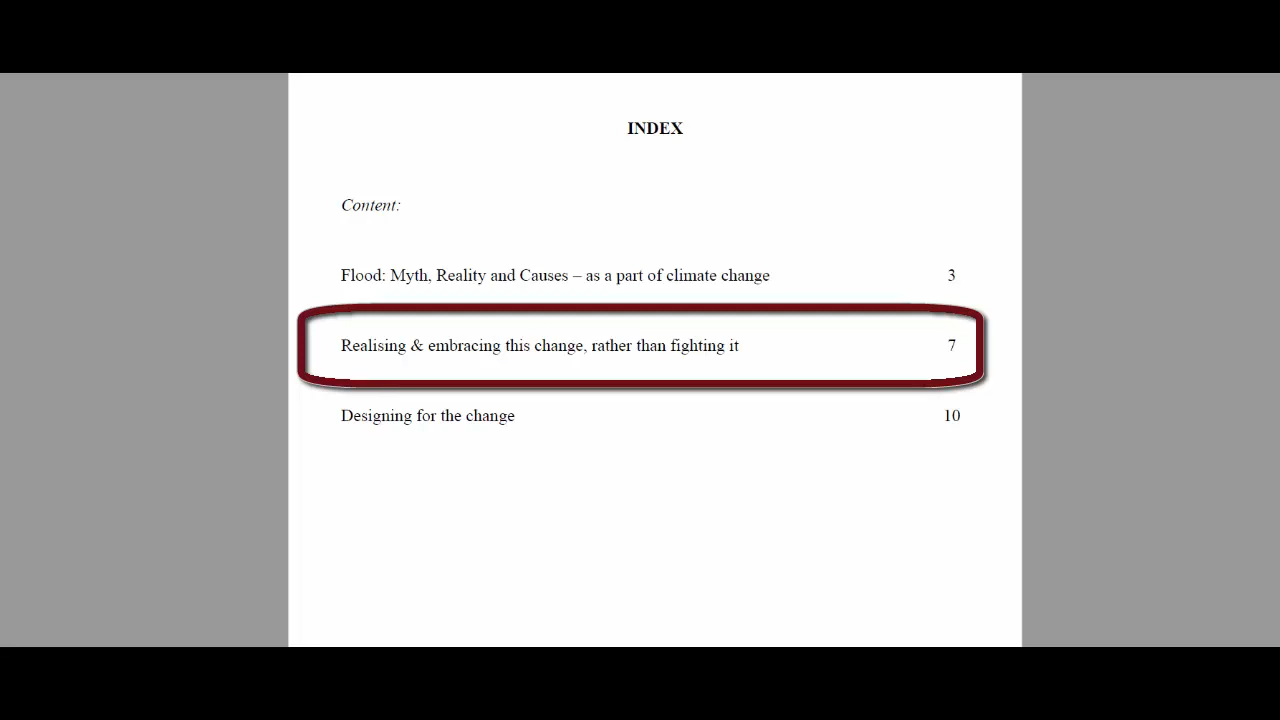 INDEX
Content:
Flood: Myth, Reality and Causes – as a part of climate change 3
Realising & embracing this change, rather than fighting it 7
Designing for the change 10